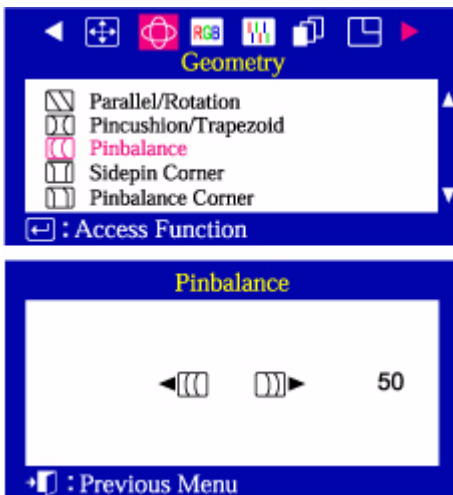 RGB
Geometry
Parallel/Rotation
Pincushion/Trapezoid
Pinbalance
Sidepin Corner
Pinbalance Corner
: Access Function
Pinbalance
50
: Previous Menu